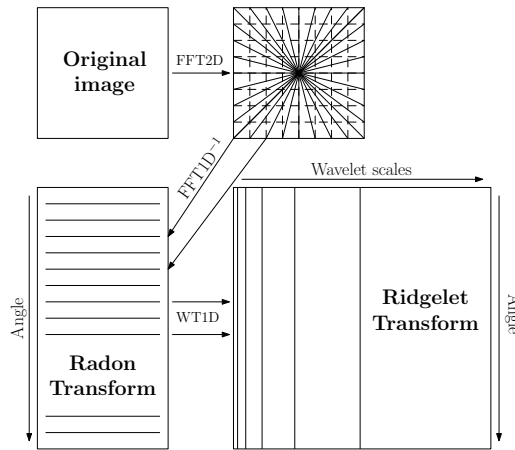 Original
image
FFT2D
FFT1D⁻¹
Wavelet scales
Angle
WT1D
Radon
Transform
Ridgelet
Transform
Angle